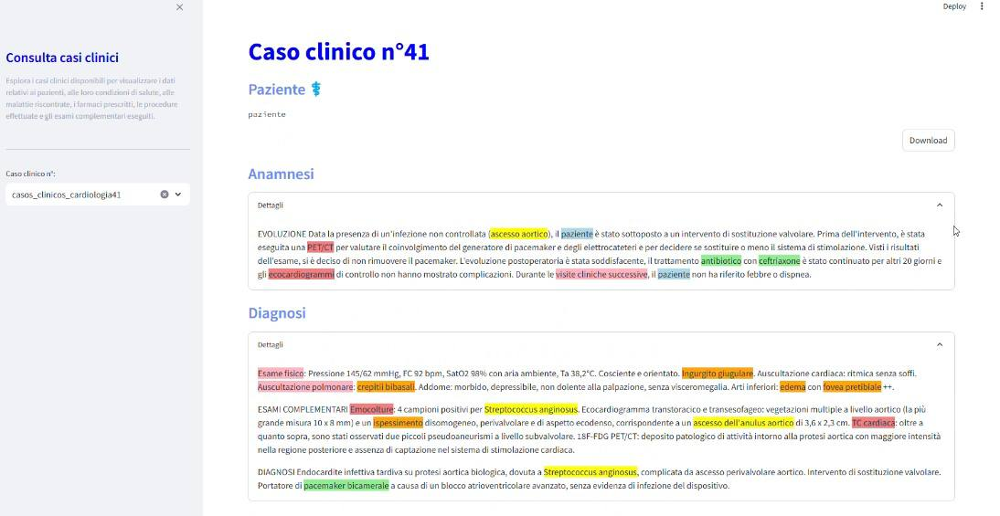 Deploy
Consulta casi clinici
Esplora i casi clinici disponibili per visualizzare i dati
relativi ai pazienti, alle loro condizioni di salute, alle
malattie riscontrate, i farmaci prescritti, le procedure
effettuate e gli esami complementari eseguiti.
Caso clinico n°:
casos_clinicos_cardiologia41
Caso clinico n°41
Paziente
paziente
Download
Anamnesi
Dettagli
EVOLUZIONE Data la presenza di un'infezione non controllata (ascesso aortico), il paziente è stato sottoposto a un intervento di sostituzione valvolare. Prima dell'intervento, è stata
eseguita una PET/CT per valutare il coinvolgimento del generatore di pacemaker e degli elettrocateteri e per decidere se sostituire o meno il sistema di stimolazione. Visti i risultati
dell'esame, si è deciso di non rimuovere il pacemaker. L'evoluzione postoperatoria è stata soddisfacente, il trattamento antibiotico con ceftriaxone è stato continuato per altri 20 giorni e
gli ecocardiogrammi di controllo non hanno mostrato complicazioni. Durante le visite cliniche successive, il paziente non ha riferito febbre o dispnea.
Diagnosi
Dettagli
Esame fisico: Pressione 145/62 mmHg, FC 92 bpm, SatO2 98% con aria ambiente, Ta 38,2°C. Cosciente e orientato. Ingurgito giugulare. Auscultazione cardiaca: ritmica senza soffi.
Auscultazione polmonare: crepitii bibasali. Addome: morbido, depressibile, non dolente alla palpazione, senza visceromegalia. Arti inferiori: edema con fovea pretibiale ++.
ESAMI COMPLEMENTARI Emocolture: 4 campioni positivi per Streptococcus anginosus. Ecocardiogramma transtoracico e transesofageo: vegetazioni multiple a livello aortico (la più
grande misura 10 x 8 mm) e un ispessimento disomogeneo, perivalvolare e di aspetto ecodenso, corrispondente a un ascesso dell'anulus aortico di 3,6 x 2,3 cm. TC cardiaca: oltre a
quanto sopra, sono stati osservati due piccoli pseudoaneurismi a livello subvalvolare. 18F-FDG PET/CT: deposito patologico di attività intorno alla protesi aortica con maggiore intensità
nella regione posteriore e assenza di captazione nel sistema di stimolazione cardiaca.
DIAGNOSI Endocardite infettiva tardiva su protesi aortica biologica, dovuta a Streptococcus anginosus, complicata da ascesso perivalvolare aortico. Intervento di sostituzione valvolare.
Portatore di pacemaker bicamerale a causa di un blocco atrioventricolare avanzato, senza evidenza di infezione del dispositivo.